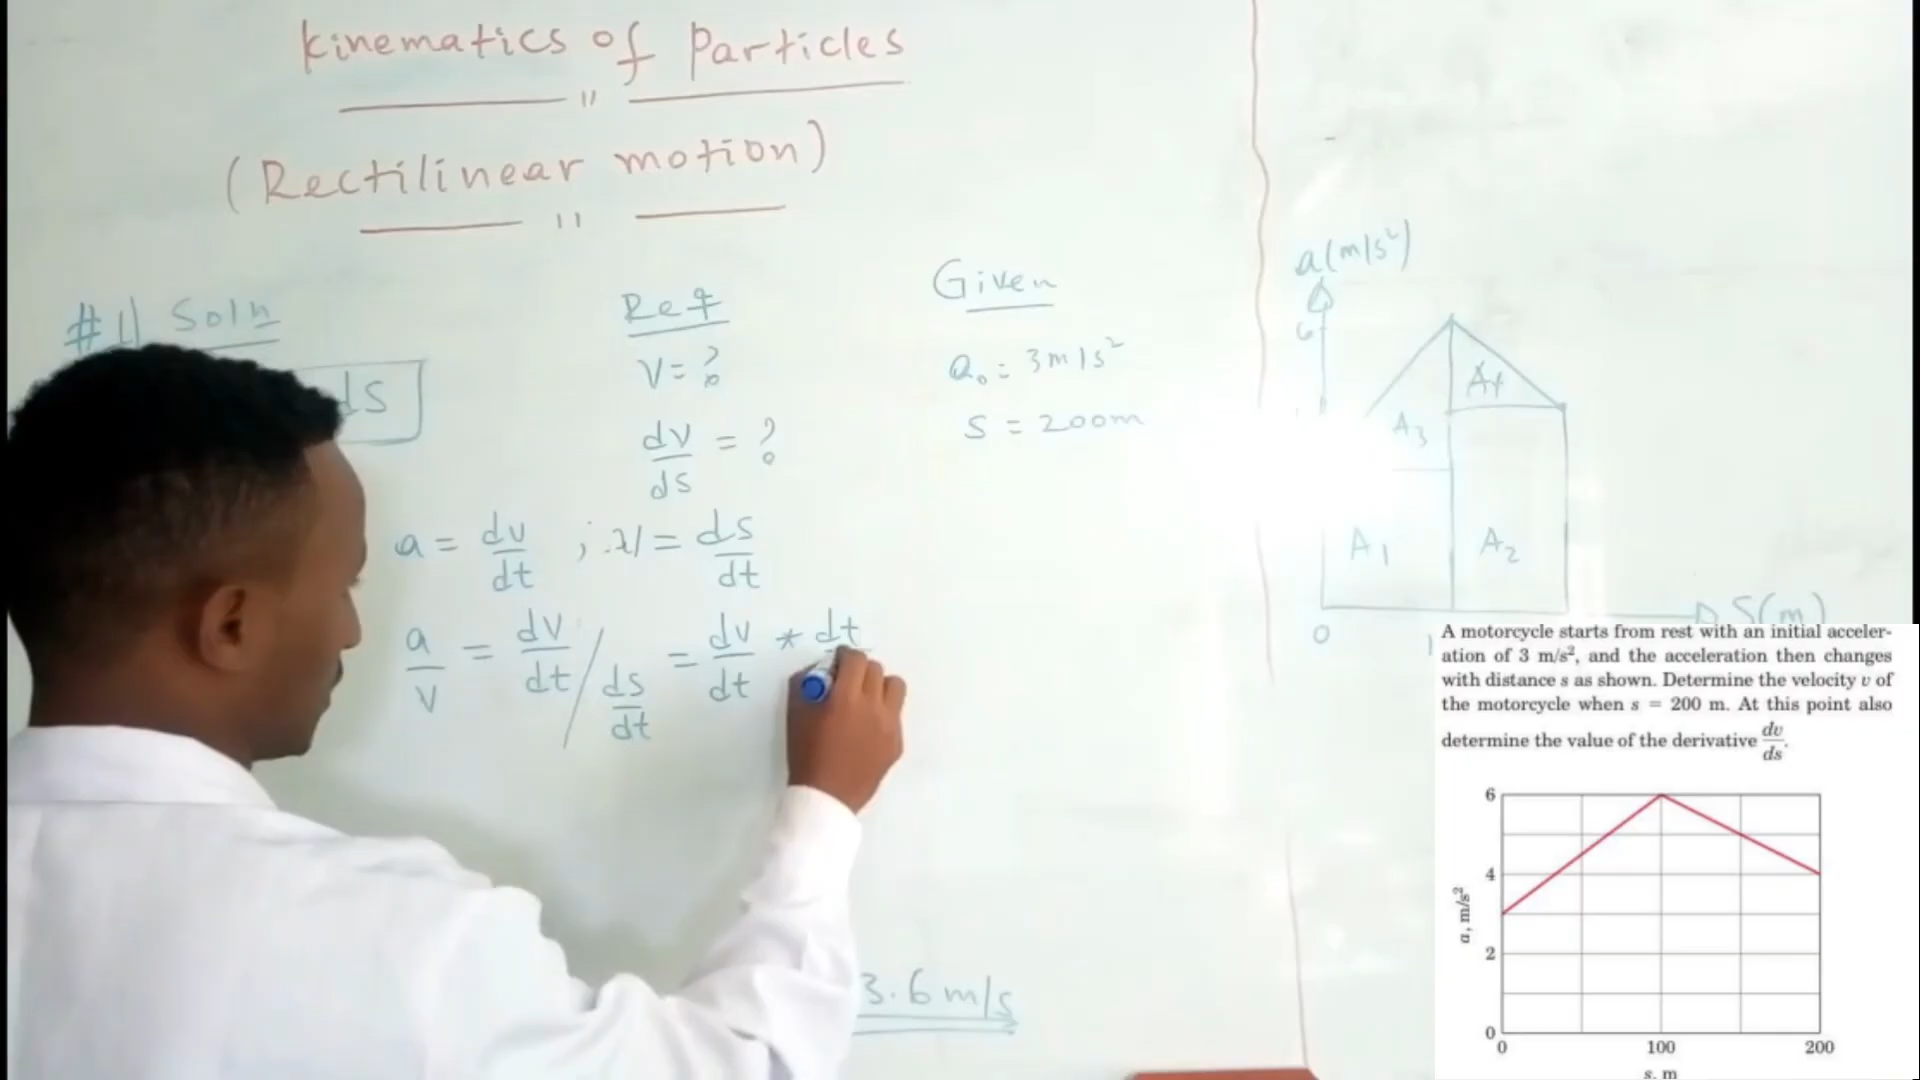 kinematics of Particles
"
(Rectilinear motion)
"
#1 Soln
ds
Req
V = ?
dv
ds
= ?
Given
a₀ = 3m/s²
S = 200m
a = dv/dt ; v = ds/dt
a/v = dv/dt / ds/dt = dv/dt * dt
3.6 m/s
a(m/s²)
6
A4
A3
A1
A2
0
S(m)
A motorcycle starts from rest with an initial acceler-
ation of 3 m/s², and the acceleration then changes
with distance s as shown. Determine the velocity v of
the motorcycle when s = 200 m. At this point also
determine the value of the derivative dv/ds.
6
4
2
0
a, m/s²
0 100 200
s, m